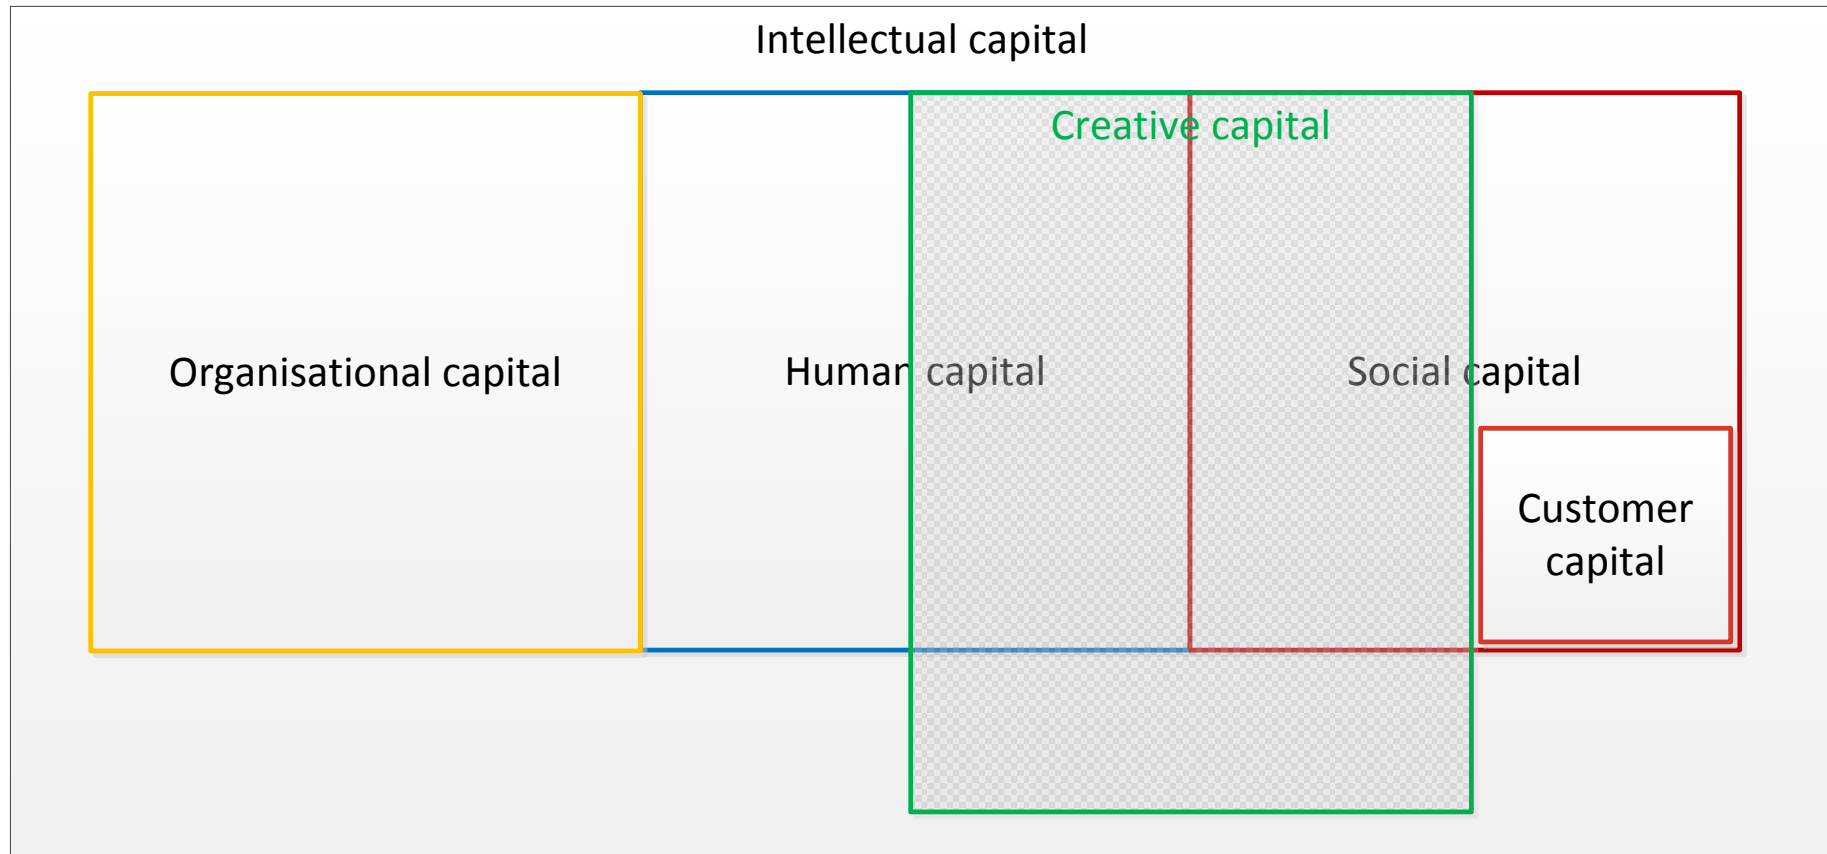 Intellectual capital
Creative capital
Organisational capital
Human capital
Social capital
Customer
capital